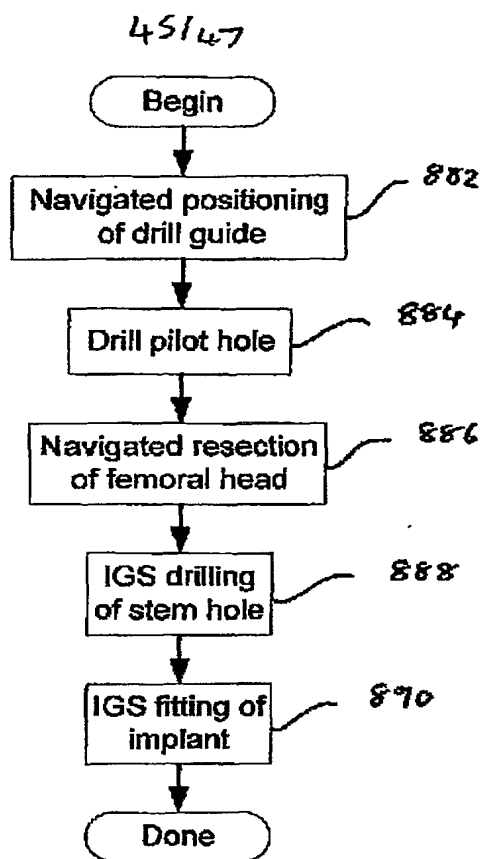 45/47
Begin
Navigated positioning
of drill guide
882
Drill pilot hole
884
Navigated resection
of femoral head
886
IGS drilling
of stem hole
888
IGS fitting of
implant
890
Done